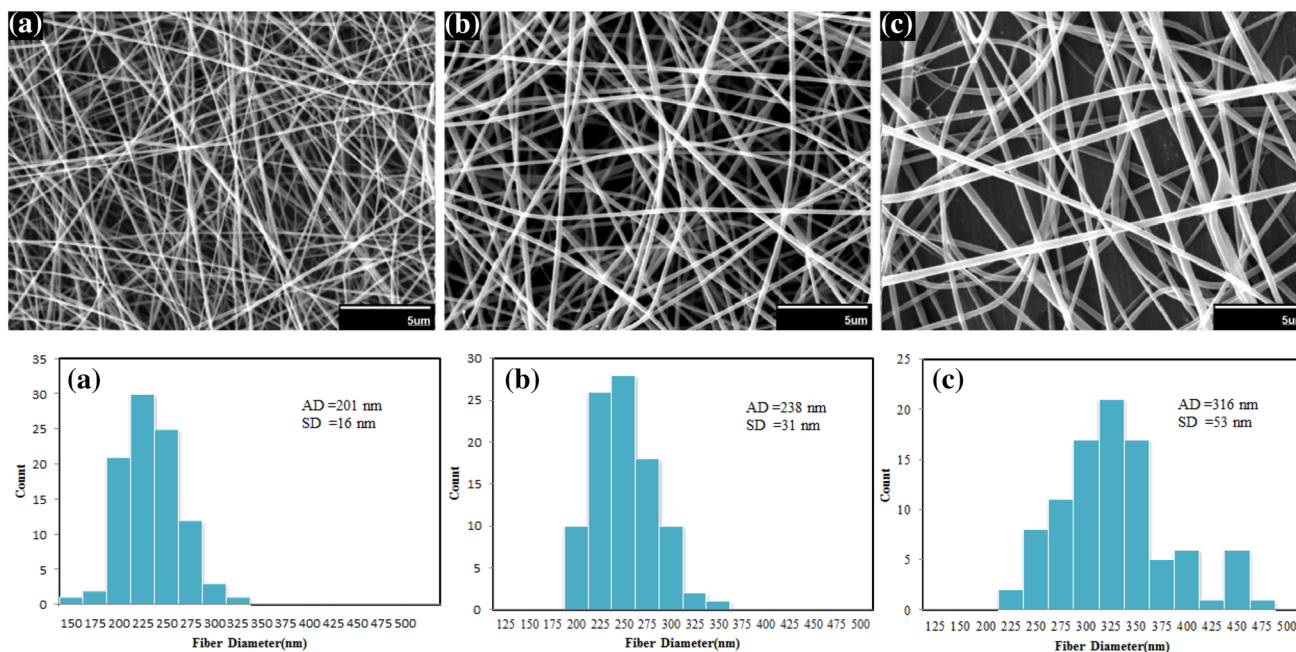 (a)
(b)
(c)
5um
5um
5um
(a)
AD =201 nm
SD =16 nm
Count
35
30
25
20
15
10
5
0
150 175 200 225 250 275 300 325 350 375 400 425 450 475 500
Fiber Diameter(nm)
(b)
AD =238 nm
SD =31 nm
Count
30
25
20
15
10
5
0
125 150 175 200 225 250 275 300 325 350 375 400 425 450 475 500
Fiber Diameter(nm)
(c)
AD =316 nm
SD =53 nm
Count
25
20
15
10
5
0
125 150 175 200 225 250 275 300 325 350 375 400 425 450 475 500
Fiber Diameter(nm)